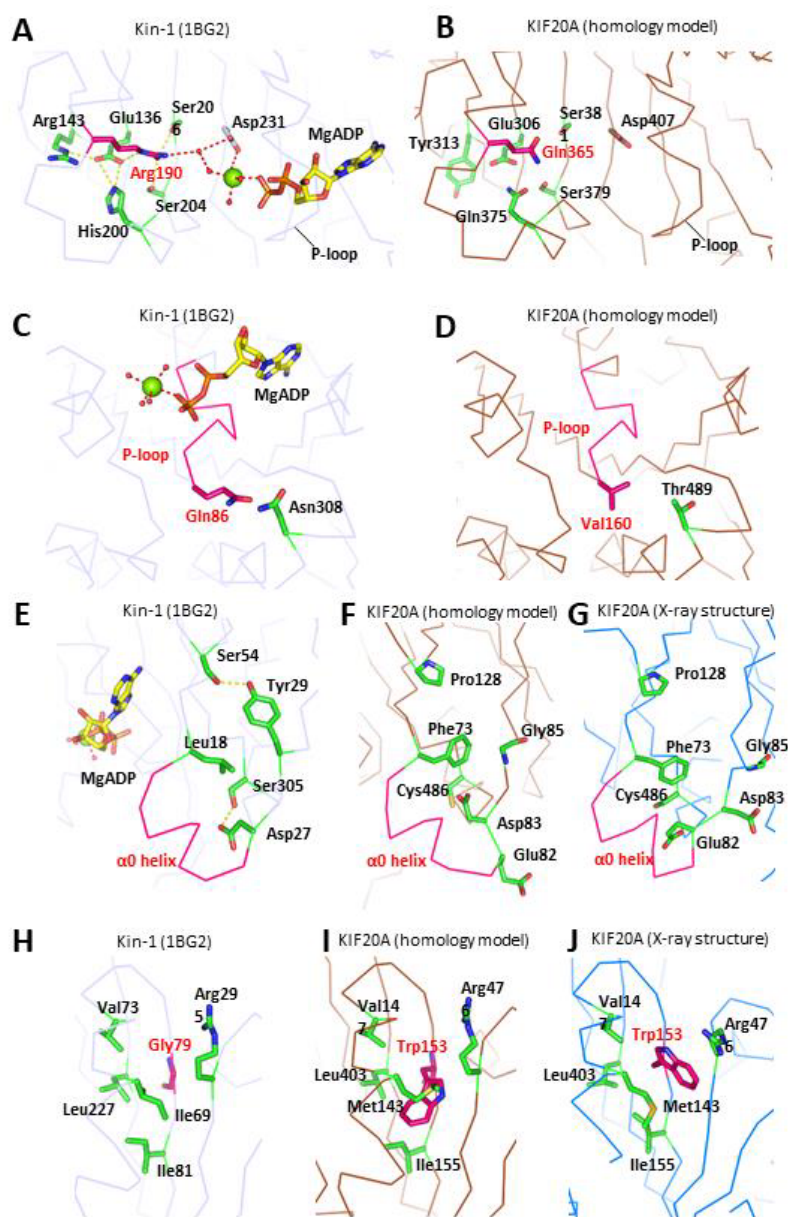 A
Kin-1 (1BG2)
Arg143
Glu136
Ser20
6
Asp231
MgADP
Arg190
His200
Ser204
P-loop
B
KIF20A (homology model)
Tyr313
Glu306
Ser38
1
Asp407
Gln365
Gln375
Ser379
P-loop
C
Kin-1 (1BG2)
MgADP
P-loop
Gln86
Asn308
D
KIF20A (homology model)
P-loop
Thr489
Val160
E
Kin-1 (1BG2)
Ser54
Tyr29
Leu18
MgADP
Ser305
Asp27
α0 helix
F
KIF20A (homology model)
Pro128
Phe73
Gly85
Cys486
Asp83
Glu82
α0 helix
G
KIF20A (X-ray structure)
Pro128
Phe73
Gly85
Cys486
Asp83
Glu82
α0 helix
H
Kin-1 (1BG2)
Val73
Arg29
5
Gly79
Leu227
Ile69
Ile81
I
KIF20A (homology model)
Val14
7
Arg47
6
Trp153
Leu403
Met143
Ile155
J
KIF20A (X-ray structure)
Val14
7
Trp153
Arg47
6
Leu403
Met143
Ile155